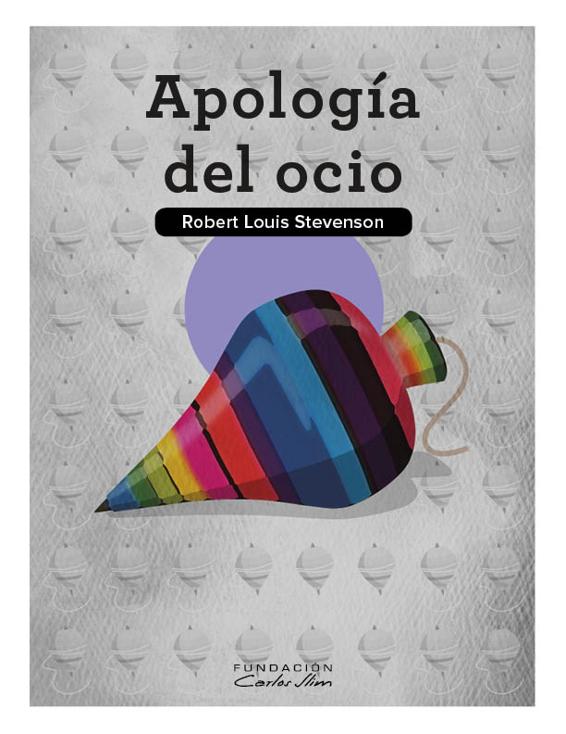 Apología
del ocio
Robert Louis Stevenson
FUNDACIÓN
Carlos Slim